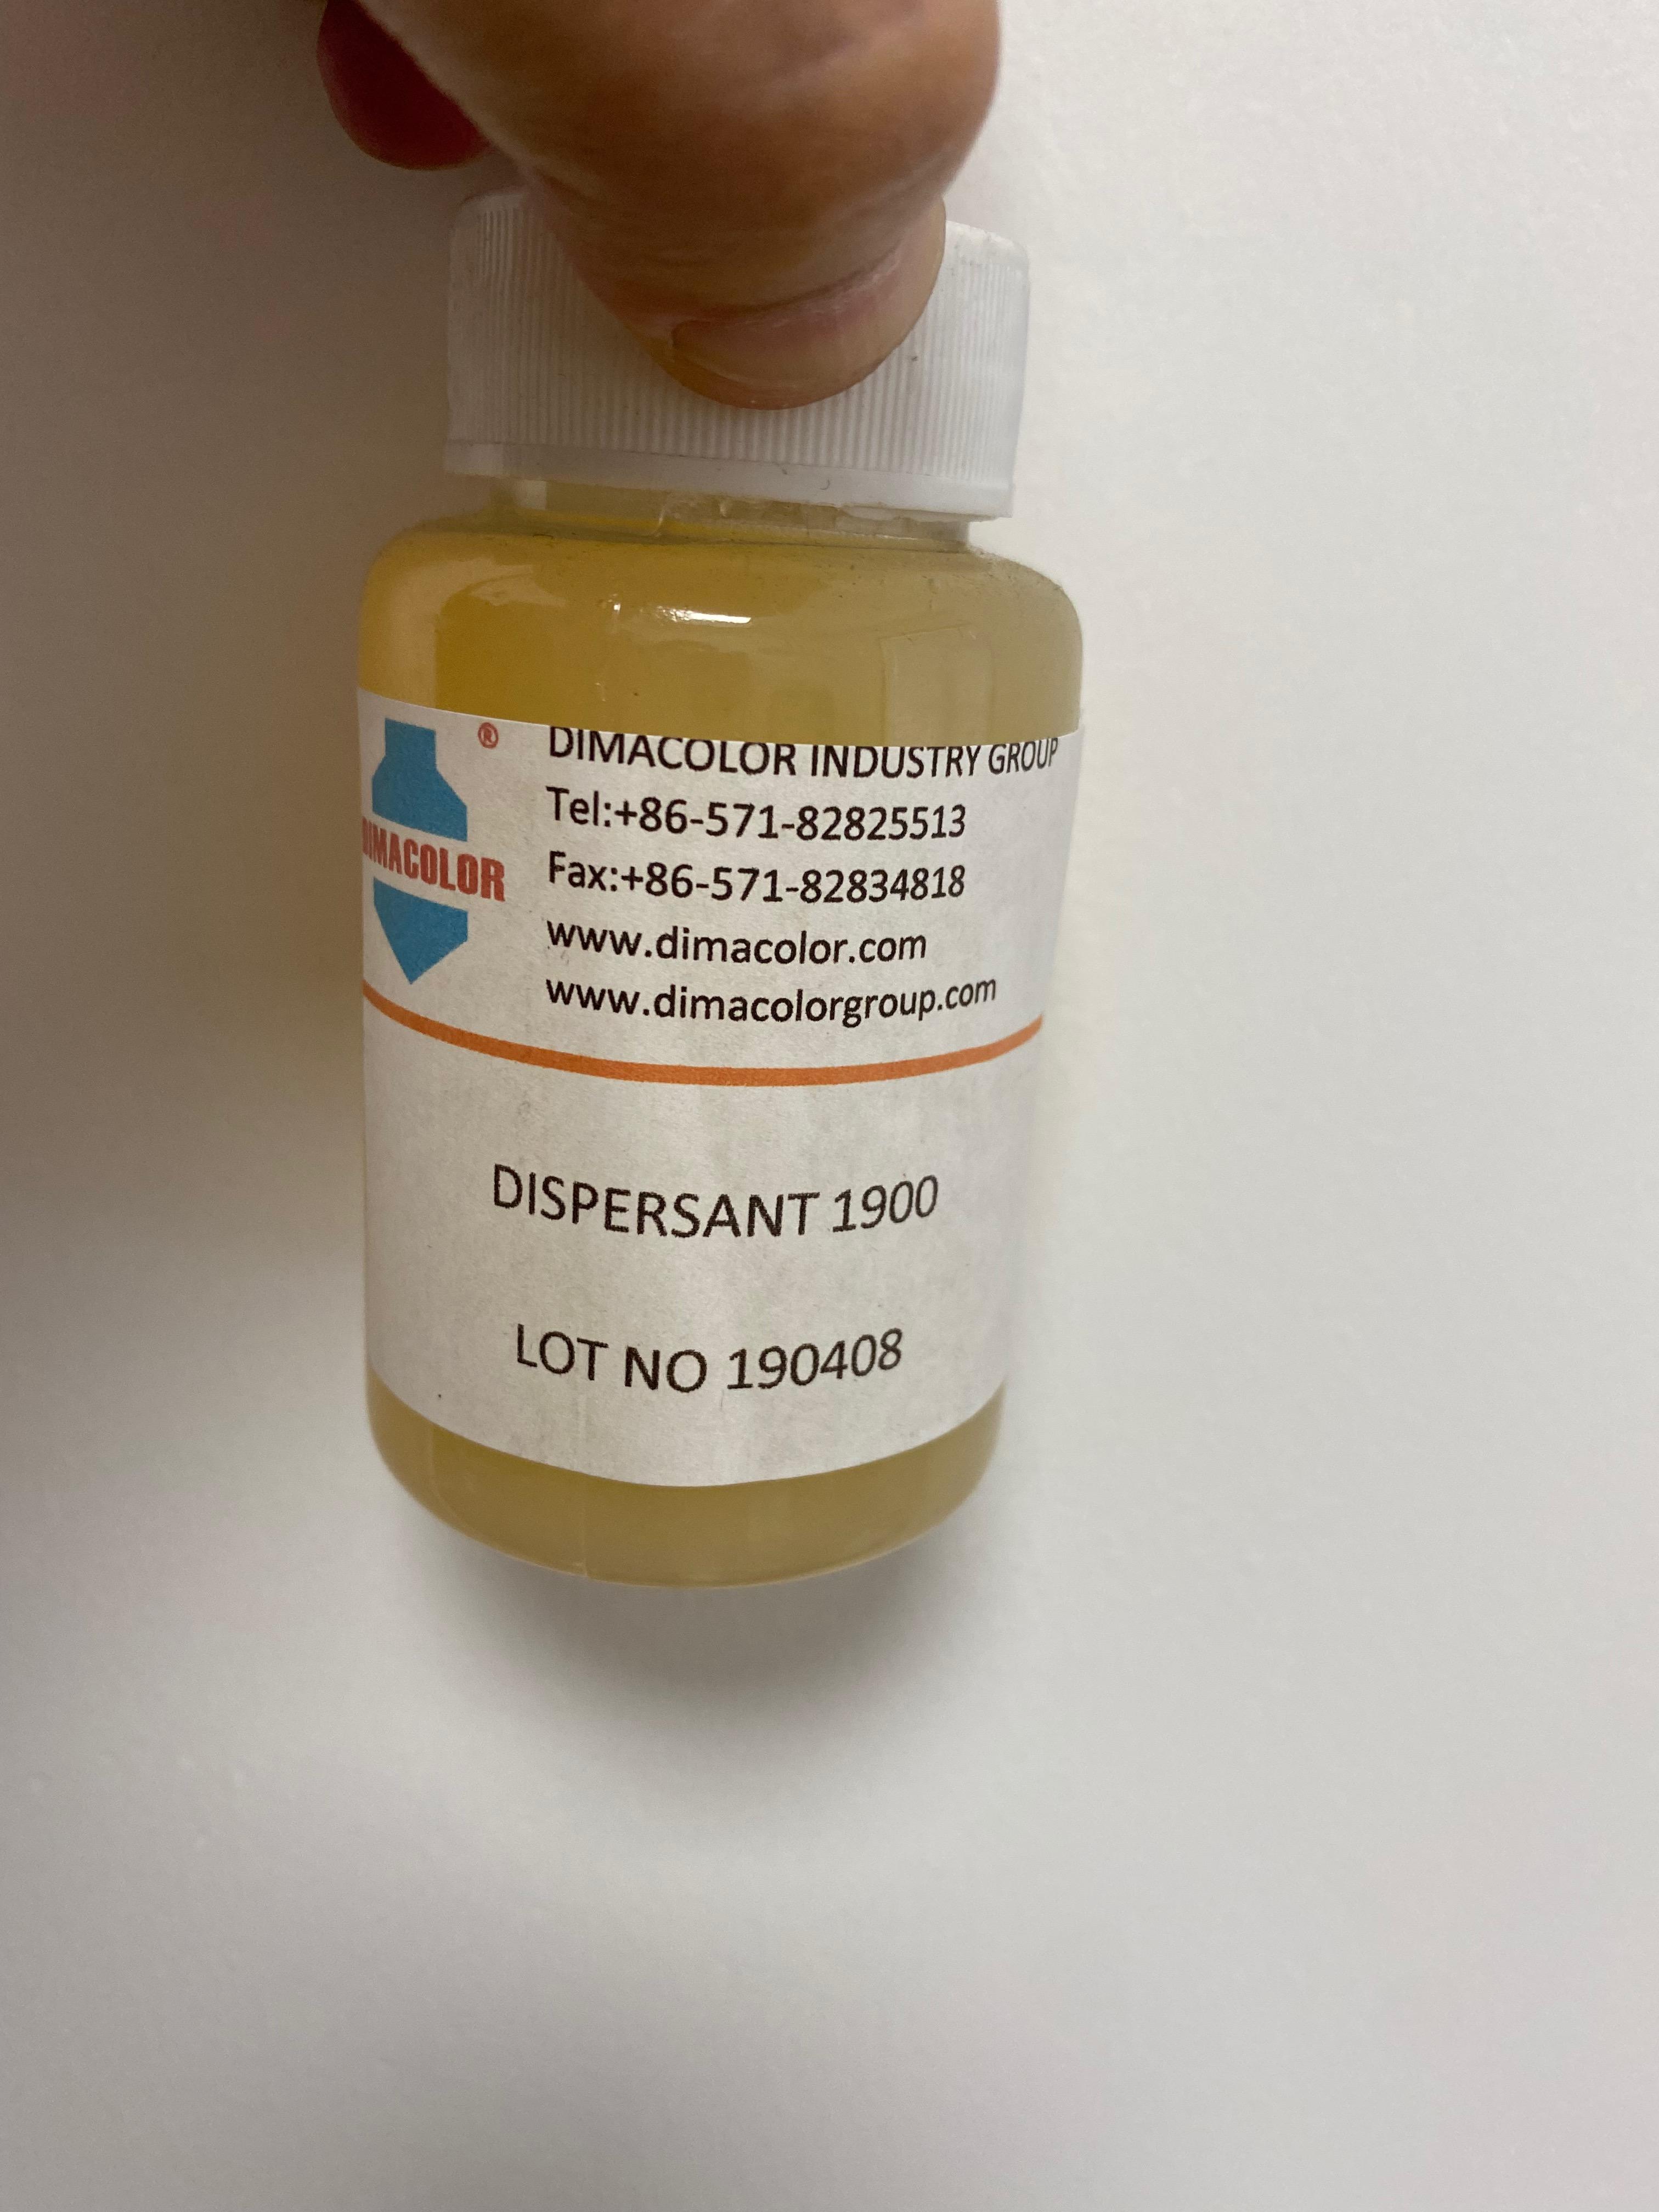 ®
DIMACOLOR
DIMACOLOR INDUSTRY GROUP
Tel:+86-571-82825513
Fax:+86-571-82834818
www.dimacolor.com
www.dimacolorgroup.com
DISPERSANT 1900
LOT NO 190408